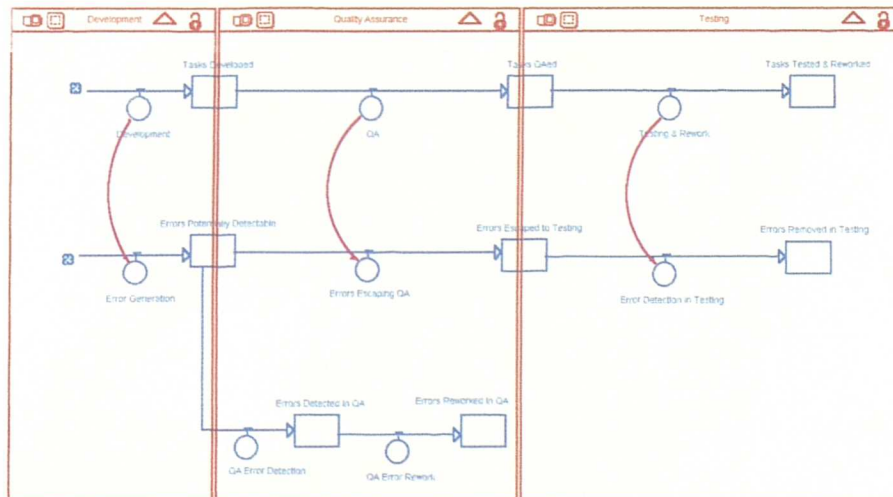 Development
Quality Assurance
Testing
Tasks Developed
Tasks QAed
Tasks Tested & Reworked
Development
QA
Testing & Rework
Errors Potentially Detectable
Errors Escaped to Testing
Errors Removed in Testing
Error Generation
Errors Escaping QA
Error Detection in Testing
Errors Detected in QA
Errors Reworked in QA
QA Error Detection
QA Error Rework